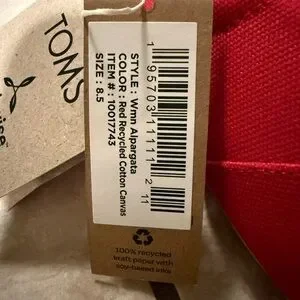 TOMS
STYLE : Wmn Alpargata
COLOR : Red Recycled Cotton Canvas
ITEM # : 10017743
SIZE : 8.5
1 95703 11111 2 11
100% recycled
kraft paper with
soy-based inks